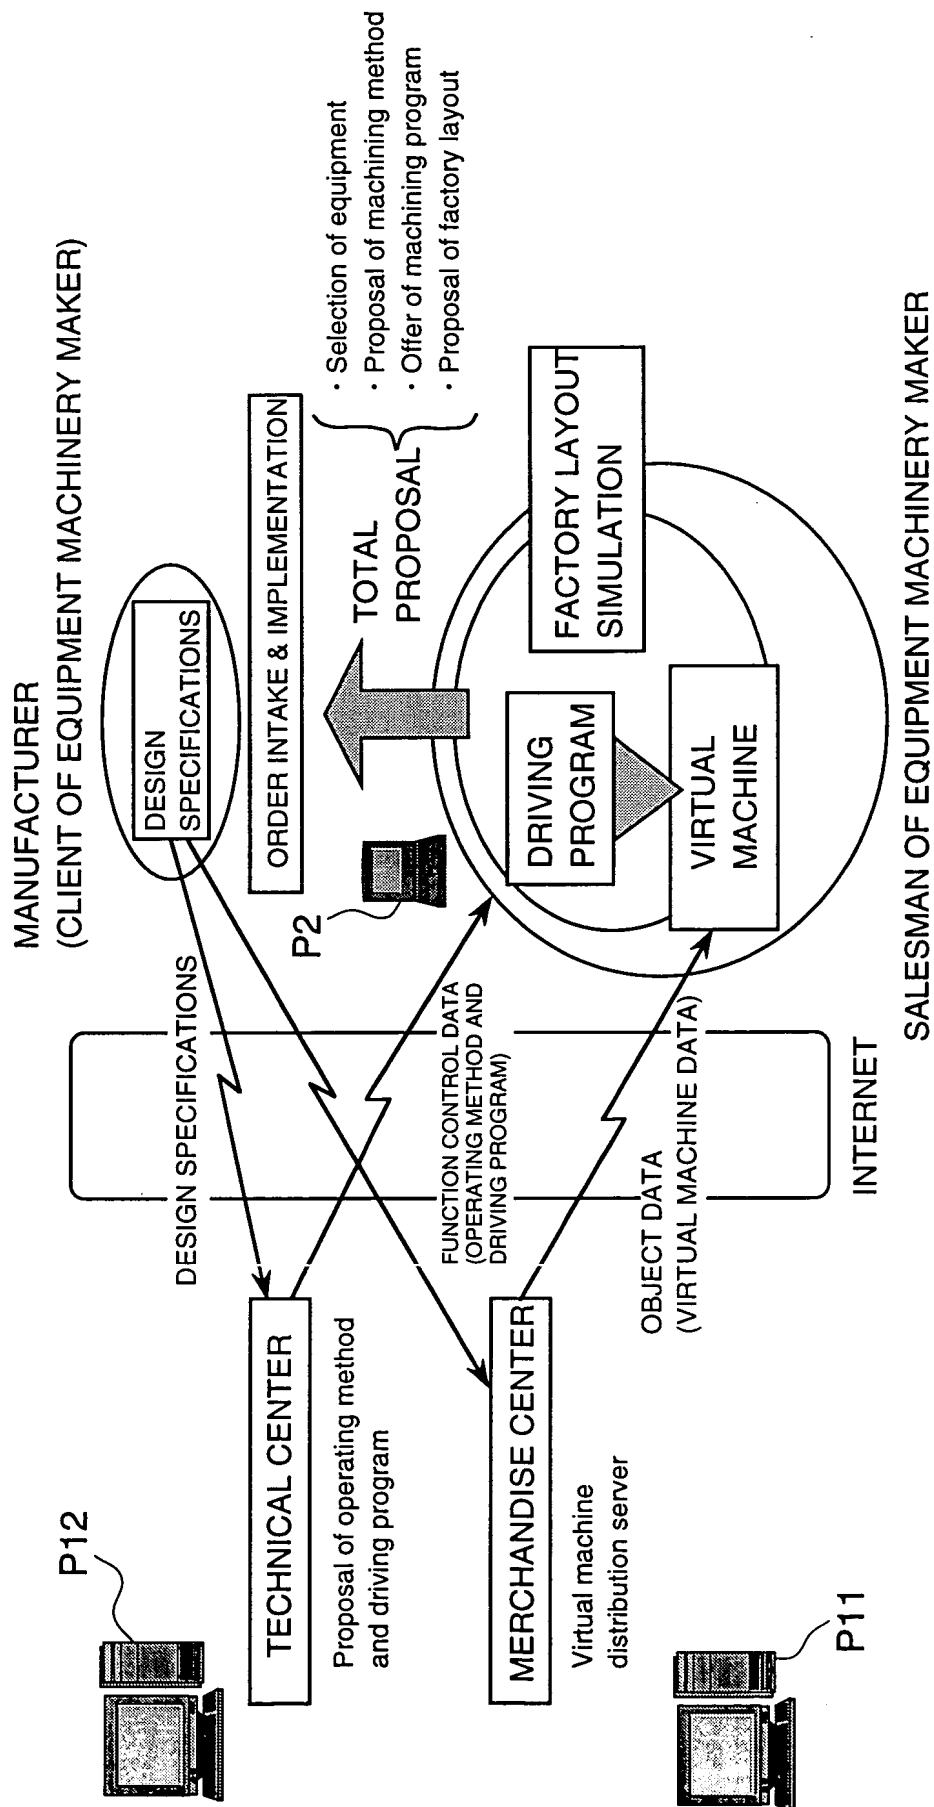 MANUFACTURER
(CLIENT OF EQUIPMENT MACHINERY MAKER)
DESIGN
SPECIFICATIONS
ORDER INTAKE & IMPLEMENTATION
TOTAL
PROPOSAL
· Selection of equipment
· Proposal of machining method
· Offer of machining program
· Proposal of factory layout
P2
DRIVING
PROGRAM
FACTORY LAYOUT
SIMULATION
VIRTUAL
MACHINE
SALESMAN OF EQUIPMENT MACHINERY MAKER
DESIGN SPECIFICATIONS
FUNCTION CONTROL DATA
(OPERATING METHOD AND
DRIVING PROGRAM)
OBJECT DATA
(VIRTUAL MACHINE DATA)
INTERNET
P12
TECHNICAL CENTER
Proposal of operating method
and driving program
MERCHANDISE CENTER
Virtual machine
distribution server
P11